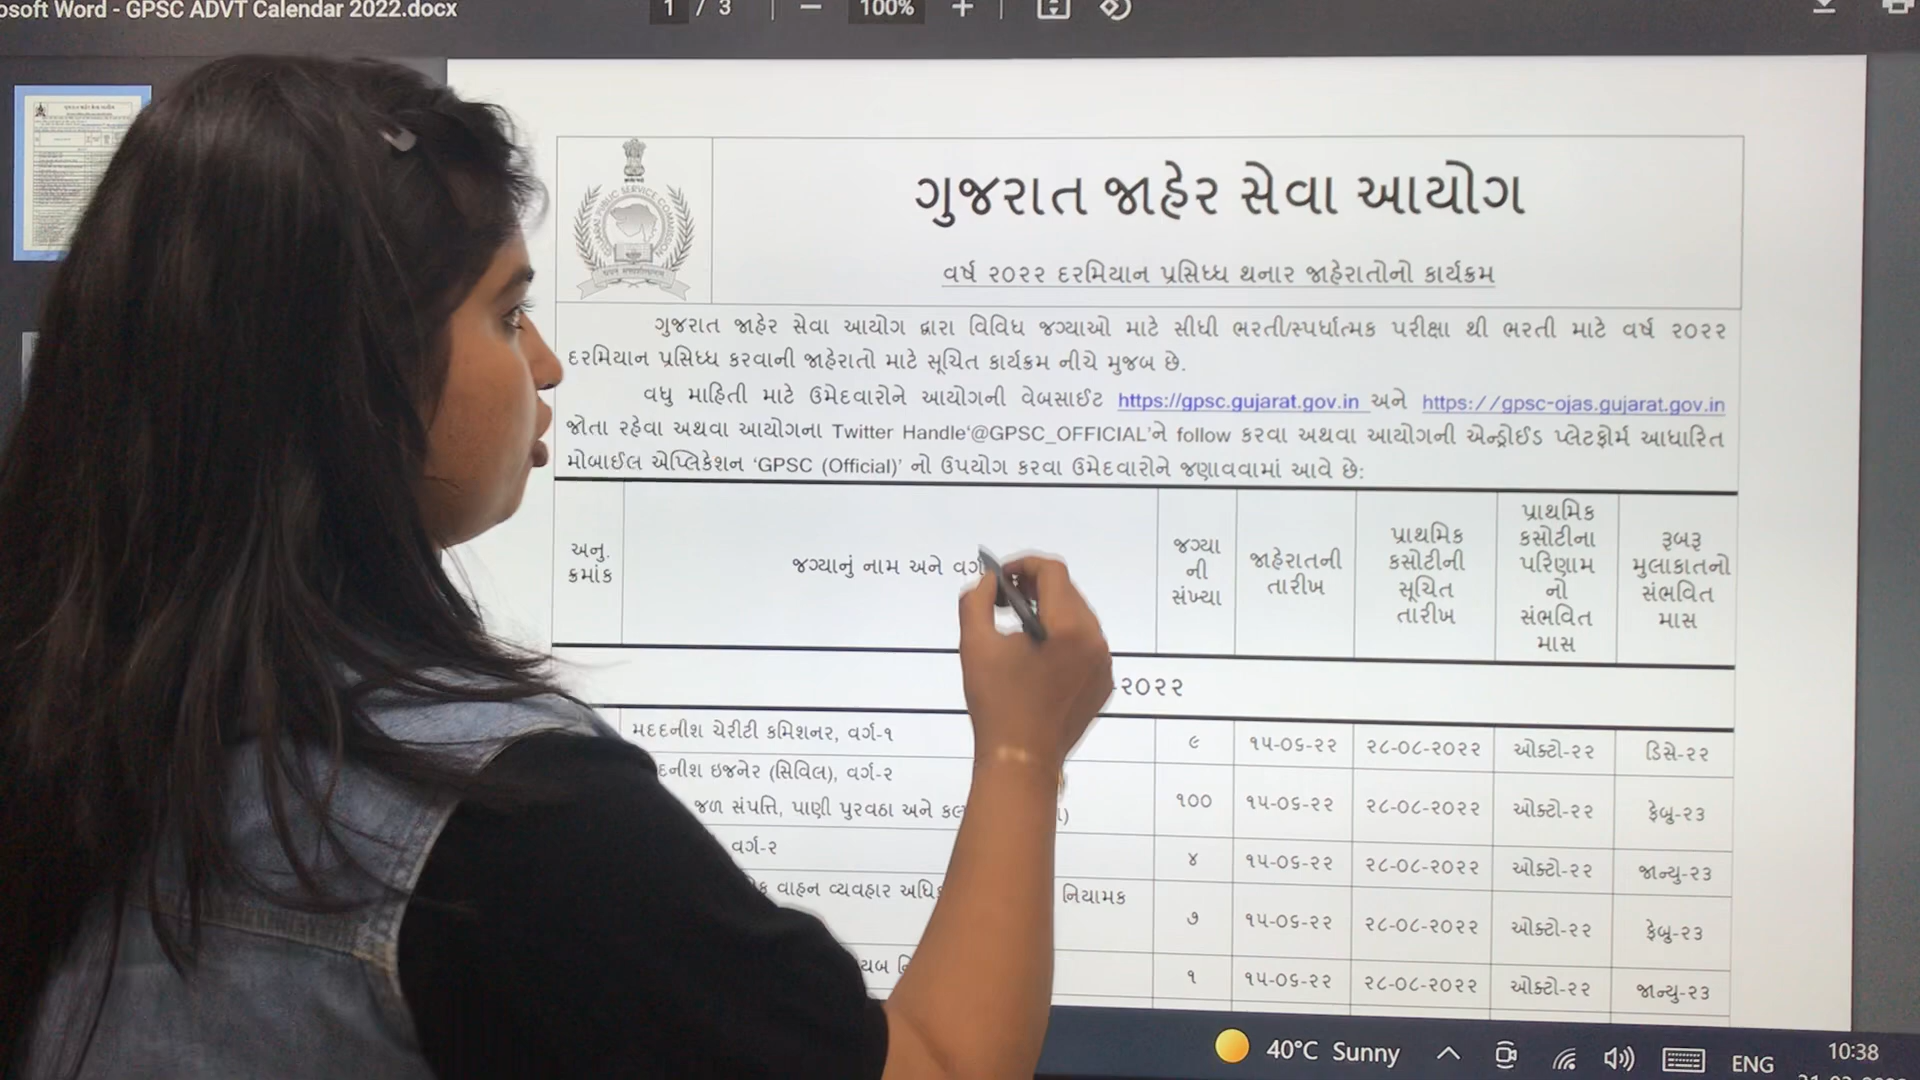 osoft Word - GPSC ADVT Calendar 2022.docx
1 / 3
100%
ગુજરાત જાહેર સેવા આયોગ
વર્ષ ૨૦૨૨ દરમિયાન પ્રસિધ્ધ થનાર જાહેરાતોનો કાર્યક્રમ
GUJARAT PUBLIC SERVICE COMMISSION
ગુજરાત જાહેર સેવા આયોગ દ્વારા વિવિધ જગ્યાઓ માટે સીધી ભરતી/સ્પર્ધાત્મક પરીક્ષા થી ભરતી માટે વર્ષ ૨૦૨૨
દરમિયાન પ્રસિધ્ધ કરવાની જાહેરાતો માટે સૂચિત કાર્યક્રમ નીચે મુજબ છે.
વધુ માહિતી માટે ઉમેદવારોને આયોગની વેબસાઈટ https://gpsc.gujarat.gov.in અને https://gpsc-ojas.gujarat.gov.in
જોતા રહેવા અથવા આયોગના Twitter Handle'@GPSC_OFFICIAL'ને follow કરવા અથવા આયોગની એન્ડ્રોઈડ પ્લેટફોર્મ આધારિત
મોબાઈલ એપ્લિકેશન 'GPSC (Official)' નો ઉપયોગ કરવા ઉમેદવારોને જણાવવામાં આવે છે:
અનુ. ક્રમાંક
જગ્યાનું નામ અને વર્ગ
જગ્યા ની સંખ્યા
જાહેરાતની તારીખ
પ્રાથમિક કસોટીની સૂચિત તારીખ
પ્રાથમિક કસોટીના પરિણામ નો સંભવિત માસ
રૂબરૂ મુલાકાતનો સંભવિત માસ
-૨૦૨૨
મદદનીશ ચેરીટી કમિશનર, વર્ગ-૧ ૯ ૧૫-૦૬-૨૨ ૨૮-૦૮-૨૦૨૨ ઓક્ટો-૨૨ ડિસે-૨૨
દનીશ ઇજનેર (સિવિલ), વર્ગ-૨
જળ સંપત્તિ, પાણી પુરવઠા અને કલ ૧૦૦ ૧૫-૦૬-૨૨ ૨૮-૦૮-૨૦૨૨ ઓક્ટો-૨૨ ફેબ્રુ-૨૩
વર્ગ-૨ ૪ ૧૫-૦૬-૨૨ ૨૮-૦૮-૨૦૨૨ ઓક્ટો-૨૨ જાન્યુ-૨૩
ક વાહન વ્યવહાર અધિ નિયામક ૭ ૧૫-૦૬-૨૨ ૨૮-૦૮-૨૦૨૨ ઓક્ટો-૨૨ ફેબ્રુ-૨૩
યબ નિ ૧ ૧૫-૦૬-૨૨ ૨૮-૦૮-૨૦૨૨ ઓક્ટો-૨૨ જાન્યુ-૨૩
40°C Sunny
ENG
10:38